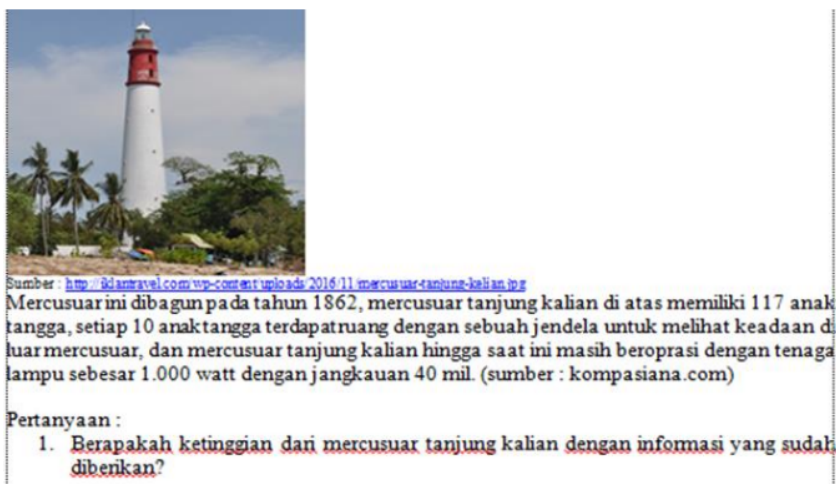 Sumber : http://iklantravel.com/wp-content/uploads/2016/11/mercusuar-tanjung-kelian.jpg
Mercusuar ini dibagun pada tahun 1862, mercusuar tanjung kalian di atas memiliki 117 anak
tangga, setiap 10 anak tangga terdapat ruang dengan sebuah jendela untuk melihat keadaan di
luar mercusuar, dan mercusuar tanjung kalian hingga saat ini masih beroprasi dengan tenaga
lampu sebesar 1.000 watt dengan jangkauan 40 mil. (sumber : kompasiana.com)
Pertanyaan :
1. Berapakah ketinggian dari mercusuar tanjung kalian dengan informasi yang sudah
diberikan?